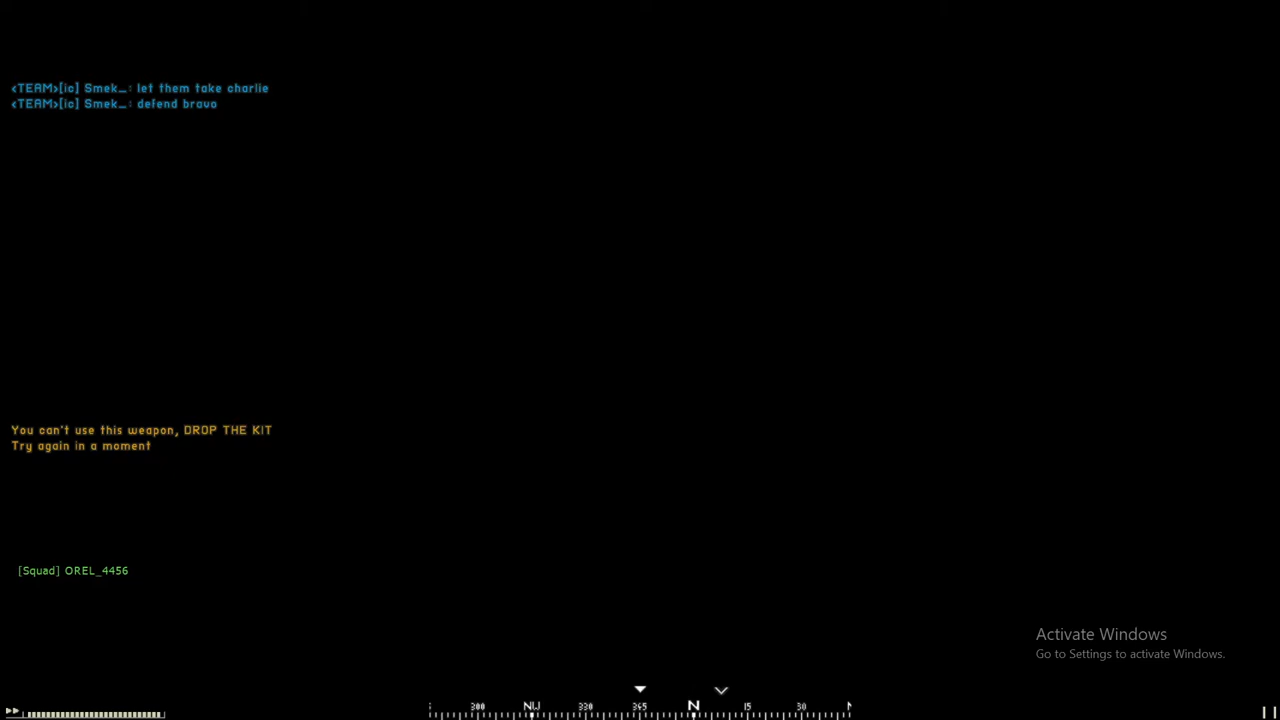 <TEAM>[ic] Smek_: let them take charlie
<TEAM>[ic] Smek_: defend bravo
You can't use this weapon, DROP THE KIT
Try again in a moment
[Squad] OREL_4456
Activate Windows
Go to Settings to activate Windows.
300 NW 330 345 N 15 30